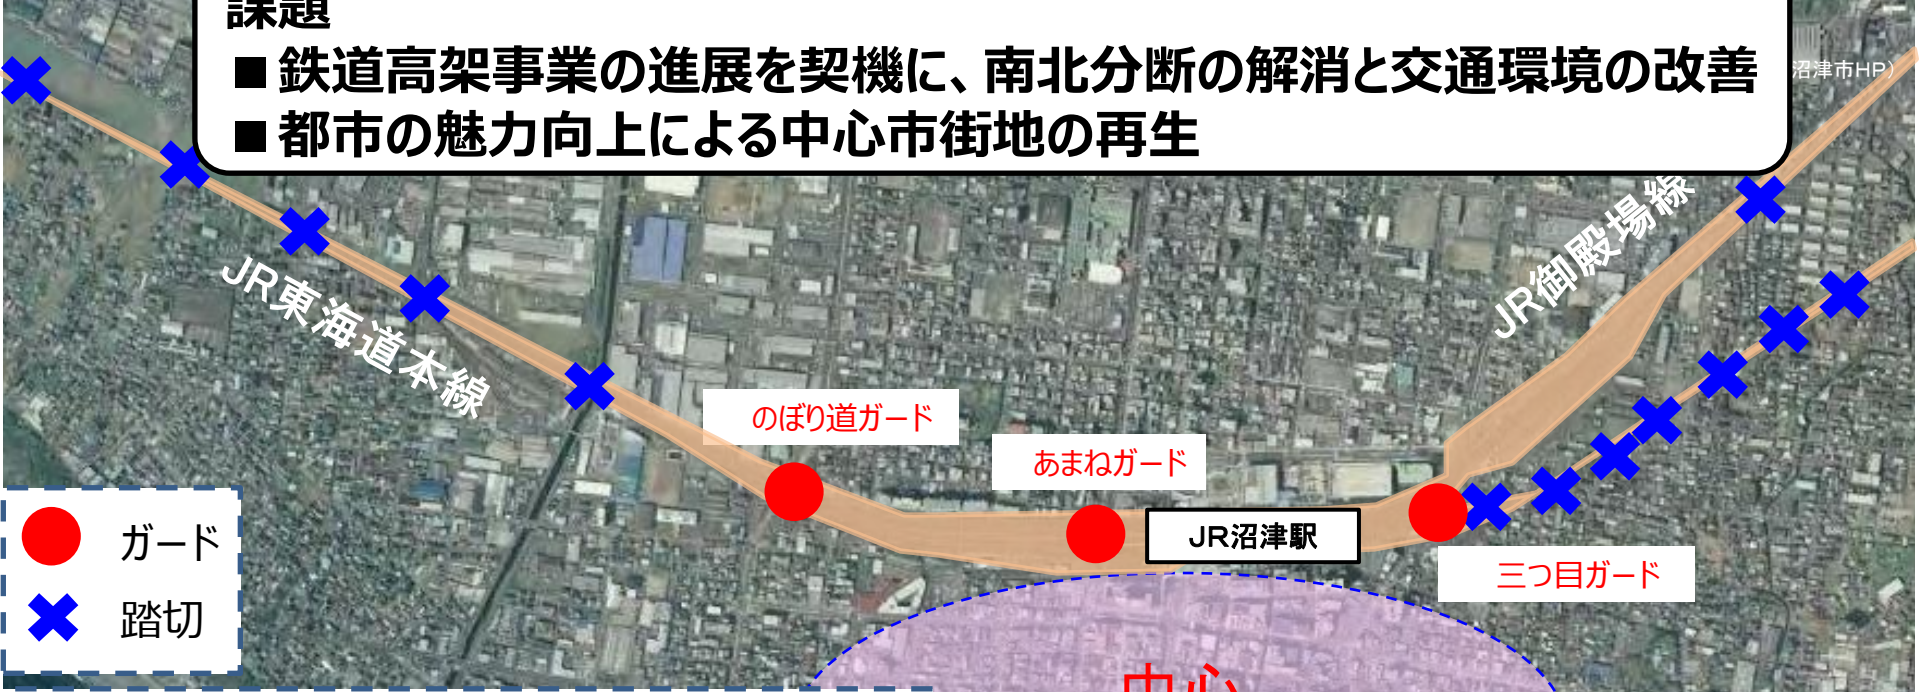 課題
■鉄道高架事業の進展を契機に、南北分断の解消と交通環境の改善
■都市の魅力向上による中心市街地の再生
沼津市HP）
JR御殿場線
JR東海道本線
のぼり道ガード
あまねガード
JR沼津駅
三つ目ガード
ガード
踏切
中心